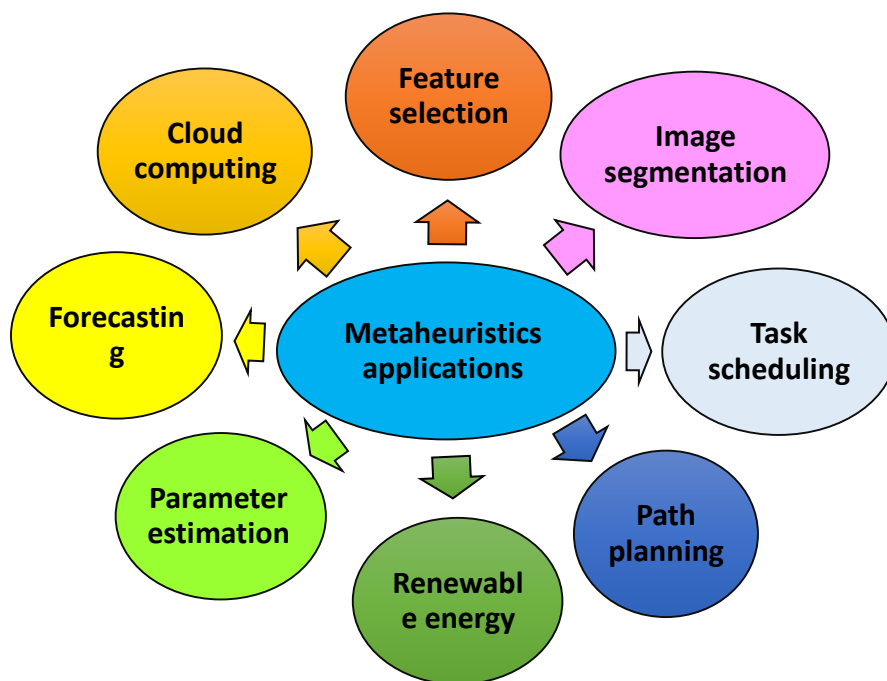 Feature
selection
Cloud
computing
Image
segmentation
Forecastin
g
Metaheuristics
applications
Task
scheduling
Parameter
estimation
Path
planning
Renewabl
e energy